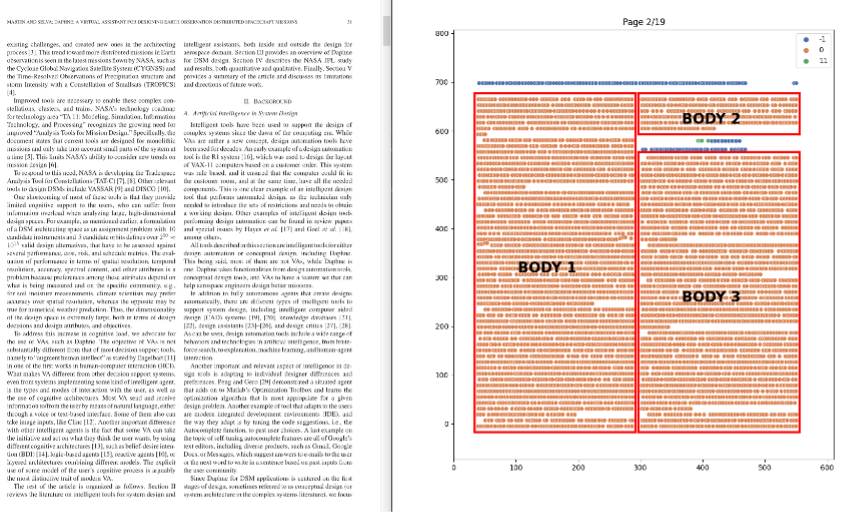 MARTIN AND SELVA: DAPHNE: A VIRTUAL ASSISTANT FOR DESIGNING EARTH OBSERVATION DISTRIBUTED SPACECRAFT MISSIONS
existing challenges, and created new ones in the architecting
process [3]. This trend toward more distributed missions in Earth
observation is seen in the latest missions flown by NASA, such as
the Cyclone Global Navigation Satellite System (CYGNSS) and
the Time-Resolved Observations of Precipitation structure and
storm Intensity with a Constellation of Smallsats (TROPICS)
[4].
Improved tools are necessary to enable these complex con-
stellations, clusters, and trains. NASA's technology roadmap
for technology area "TA 11: Modeling, Simulation, Information
Technology, and Processing" recognizes the need for enabling
improved "Analysis Tools for Mission Design." Specifically, the
document states that current tools are designed for monolithic
missions and only take into account small parts of the system at
a time [5]. This limits NASA's ability to consider new trends on
mission design [6].
To respond to this need, NASA is developing the Tradespace
Analysis Tool for Constellations (TAT-C) [7], [8]. Other relevant
tools to design DSMs include VASSAR [9] and DISCO [10].
One shortcoming of most of these tools is that they provide
limited cognitive support to the users, who can suffer from
information overload when analyzing large, high-dimensional
design spaces. For example, as mentioned earlier, a formulation
of a DSM architecting space as an assignment problem with 10
candidate instruments and 5 candidate orbits delivers over
valid design alternatives, that have to be assessed against
several performance, cost, risk, and schedule metrics. The eval-
uation of performance in terms of spatial resolution, temporal
resolution, accuracy, spectral content, and other attributes is a
problem because preferences among these attributes depend on
what is being measured and on the specific community, e.g.,
for soil moisture measurements, climate scientists may prefer
accuracy over spatial resolution, whereas the opposite may be
true for numerical weather prediction. Thus, the dimensionality
of the design space is extremely large, both in terms of design
decisions and design attributes, and objectives.
To address this increase in cognitive load, we advocate for
the use of VAs, such as Daphne. The objective of VAs is not
substantially different from that of most decision support tools,
namely to "augment human intellect" as stated by Engelbart [11]
in one of the first works in human-computer interaction (HCI).
What makes VA different from other decision support systems,
even from systems implementing some kind of intelligent agent,
is the types and modes of interaction with the user, as well as
the use of cognitive architectures. Most VA send and receive
information to/from the user by means of natural language, either
through a voice or text-based interface. Some of them also can
take image inputs, like Cluc [12]. Another important difference
with other intelligent agents is the fact that some VA can take
the initiative and act on what they think the user wants, by using
different cognitive architectures [13], such as belief desire inten-
tion (BDI) [14], logic-based agents [15], reactive agents [10], or
layered architectures combining different models. The explicit
use of some model of the user's cognitive process is arguably
the most distinctive trait of modern VA.
The rest of the article is organized as follows. Section II
reviews the literature on intelligent tools for system design and
intelligent assistants, both inside and outside the design for
aerospace domain. Section III provides an overview of Daphne
for DSM design. Section IV describes the NASA JPL study
and results, both quantitative and qualitative. Finally, Section V
provides a summary of the article and discusses its limitations
and directions of future work.
II. BACKGROUND
A. Artificial Intelligence in System Design
Intelligent tools have been used to support the design of
complex systems since the dawn of the computing era. While
VAs are rather a new concept, design automation tools have
been used for decades. An early example of a design automation
tool is the R1 system [16], which was used to design the layout
of VAX-11 computers based on a customer order. This system
was rule based, and it ensured that the computer could fit in
the customer room, and at the same time, have all the needed
components. This is one clear example of an intelligent design
tool that performs automated design, as the technician only
needed to introduce the sets of restrictions and needs to obtain
a working design. Other examples of intelligent design tools
performing design automation can be found in review papers
and special issues by Hayes et al. [17] and Goel et al. [18],
among others.
All tools described in this section are intelligent tools for either
design automation or conceptual design, including Daphne.
This being said, most of them are not VAs, while Daphne is
one. Daphne takes functionalities from design automation tools,
conceptual design tools, and VAs to have a feature set that can
help aerospace engineers design better missions.
In addition to fully autonomous agents that create designs
automatically, there are different types of intelligent tools to
support system design, including intelligent computer aided
design (CAD) systems [19], [20], knowledge databases [21],
[22], design assistants [23]–[26], and design critics [27], [28].
As can be seen, design tools include a wide range of
methods and techniques in artificial intelligence, from brute-
force search, to explanation, machine learning, and human-agent
interaction.
Another important and relevant aspect of intelligence in de-
sign tools is adapting to individual designed differences and
preferences. Peng and Gero [29] demonstrated a situated agent
that adds on to Matlab's Optimization Toolbox and learns the
optimization algorithm that is most appropriate for a given
design problem. Another example of tool that adapts to the users
are modern integrated development environments (IDE), and
the way they adapt is by tuning the code suggestions, i.e., the
autocomplete function, to past user choices. A last example on
the topic of self tuning autocomplete features are all of Google's
text editors, including diverse products, such as Gmail, Google
Docs, or Messages, which suggest answers to e-mails to the user
or the next word to write in a sentence based on past inputs from
the user community.
Since Daphne for DSM applications is centered on the first
stages of design, sometimes referred to as conceptual design (or
system architecture in the complex systems literature), we focus
Page 2/19
-1
0
11
800
700
600
500
400
300
200
100
0
BODY 1
BODY 2
BODY 3
0
100
200
300
400
500
600